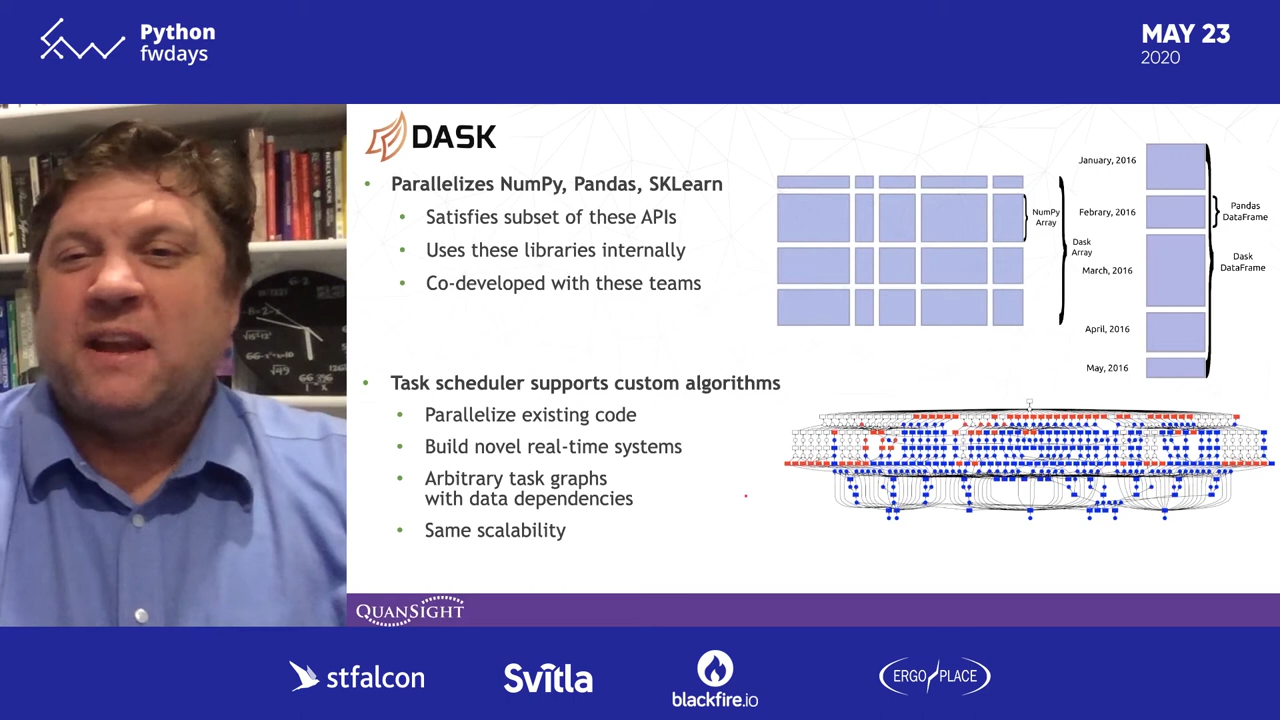 Python
fwdays
MAY 23
2020
DASK
• Parallelizes NumPy, Pandas, SKLearn
• Satisfies subset of these APIs
• Uses these libraries internally
• Co-developed with these teams
• Task scheduler supports custom algorithms
• Parallelize existing code
• Build novel real-time systems
• Arbitrary task graphs
with data dependencies
• Same scalability
NumPy
Array
Dask
Array
January, 2016
Febrary, 2016
March, 2016
April, 2016
May, 2016
Pandas
DataFrame
Dask
DataFrame
QUANSIGHT
stfalcon
Svitla
blackfire.io
ERGO PLACE